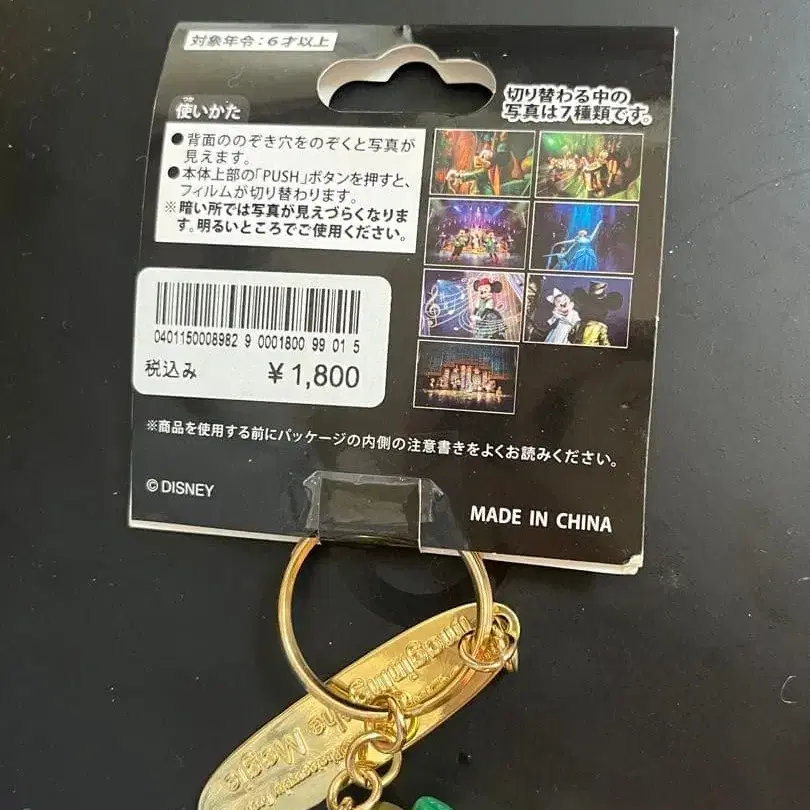 対象年令：6才以上
切り替わる中の
写真は7種類です。
使いかた
つか
●背面ののぞき穴をのぞくと写真が
見えます。
●本体上部の「PUSH」ボタンを押すと、
フィルムが切り替わります。
※暗い所では写真が見えづらくなりま
す。明るいところでご使用ください。
0401150008982 9 0001800 99 01 5
税込み ¥1,800
※商品を使用する前にパッケージの内側の注意書きをよくお読みください。
© DISNEY
MADE IN CHINA
Imagining
the Magic